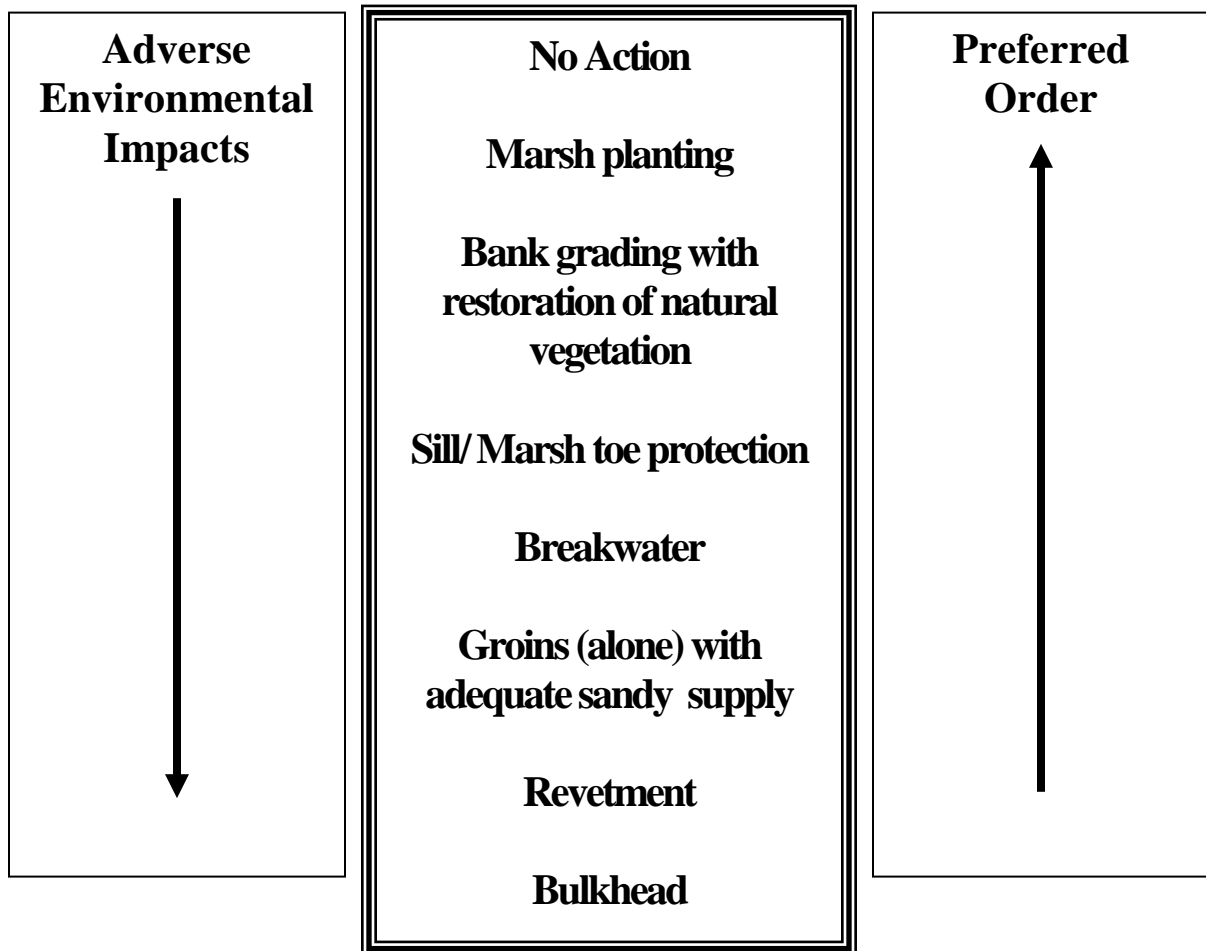 Adverse
Environmental
Impacts
No Action
Marsh planting
Bank grading with
restoration of natural
vegetation
Sill/ Marsh toe protection
Breakwater
Groins (alone) with
adequate sandy supply
Revetment
Bulkhead
Preferred
Order